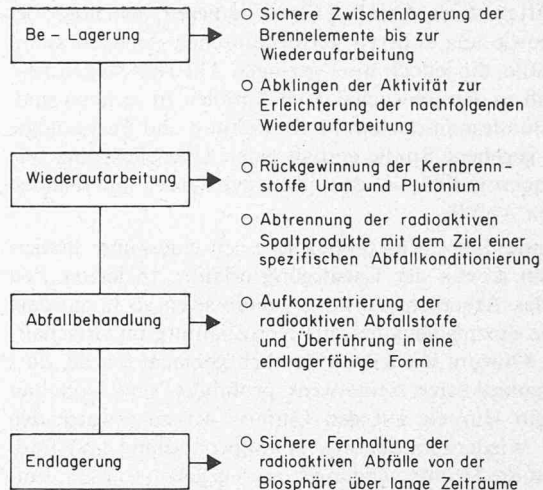 Be – Lagerung
O Sichere Zwischenlagerung der
Brennelemente bis zur
Wiederaufarbeitung
O Abklingen der Aktivität zur
Erleichterung der nachfolgenden
Wiederaufarbeitung
Wiederaufarbeitung
O Rückgewinnung der Kernbrenn-
stoffe Uran und Plutonium
O Abtrennung der radioaktiven
Spaltprodukte mit dem Ziel einer
spezifischen Abfallkonditionierung
Abfallbehandlung
O Aufkonzentrierung der
radioaktiven Abfallstoffe
und Überführung in eine
endlagerfähige Form
Endlagerung
O Sichere Fernhaltung der
radioaktiven Abfälle von der
Biosphäre über lange Zeiträume